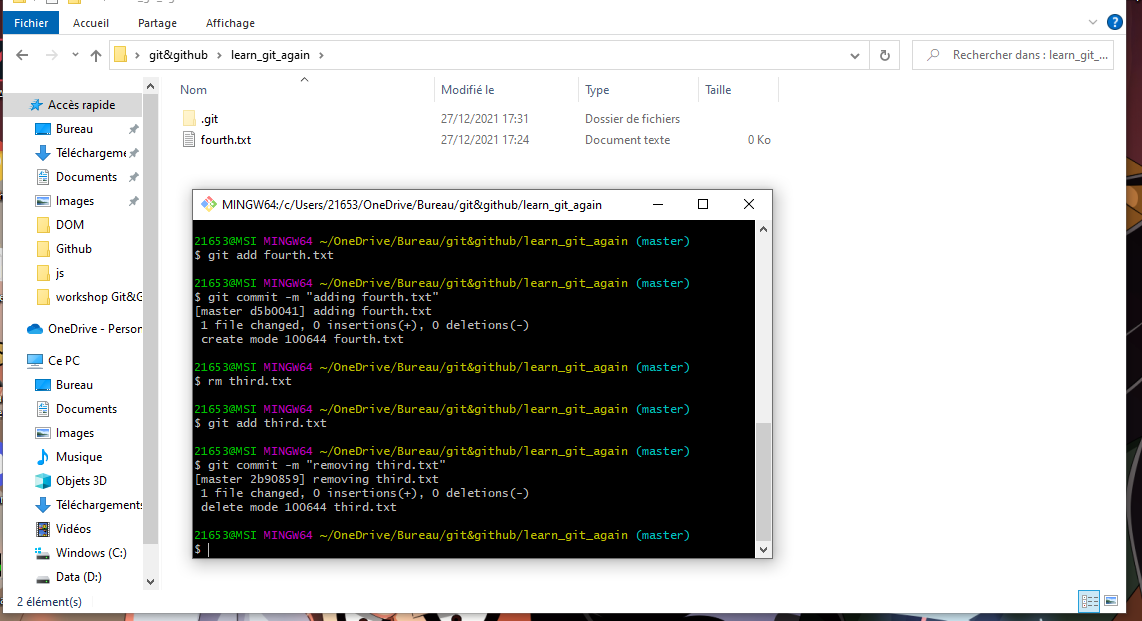 Fichier Accueil Partage Affichage
git&github learn_git_again
Rechercher dans : learn_git_...
Nom Modifié le Type Taille
.git 27/12/2021 17:31 Dossier de fichiers
fourth.txt 27/12/2021 17:24 Document texte 0 Ko
Accès rapide
Bureau
Téléchargeme
Documents
Images
DOM
Github
js
workshop Git&G
OneDrive - Person
Ce PC
Bureau
Documents
Images
Musique
Objets 3D
Téléchargements
Vidéos
Windows (C:)
Data (D:)
2 élément(s)
MINGW64:/c/Users/21653/OneDrive/Bureau/git&github/learn_git_again
21653@MSI MINGW64 ~/OneDrive/Bureau/git&github/learn_git_again (master)
$ git add fourth.txt
21653@MSI MINGW64 ~/OneDrive/Bureau/git&github/learn_git_again (master)
$ git commit -m "adding fourth.txt"
[master d5b0041] adding fourth.txt
1 file changed, 0 insertions(+), 0 deletions(-)
create mode 100644 fourth.txt
21653@MSI MINGW64 ~/OneDrive/Bureau/git&github/learn_git_again (master)
$ rm third.txt
21653@MSI MINGW64 ~/OneDrive/Bureau/git&github/learn_git_again (master)
$ git add third.txt
21653@MSI MINGW64 ~/OneDrive/Bureau/git&github/learn_git_again (master)
$ git commit -m "removing third.txt"
[master 2b90859] removing third.txt
1 file changed, 0 insertions(+), 0 deletions(-)
delete mode 100644 third.txt
21653@MSI MINGW64 ~/OneDrive/Bureau/git&github/learn_git_again (master)
$